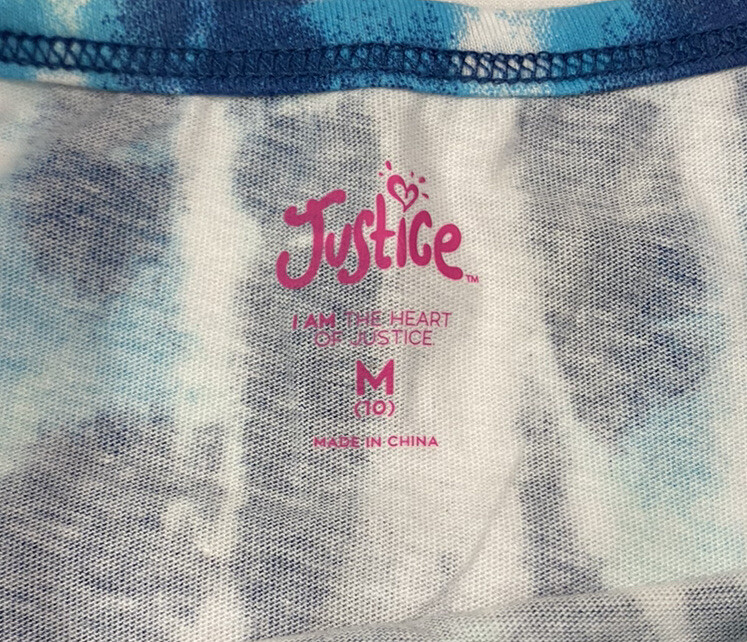 Justice™
I AM THE HEART
OF JUSTICE
M
(10)
MADE IN CHINA